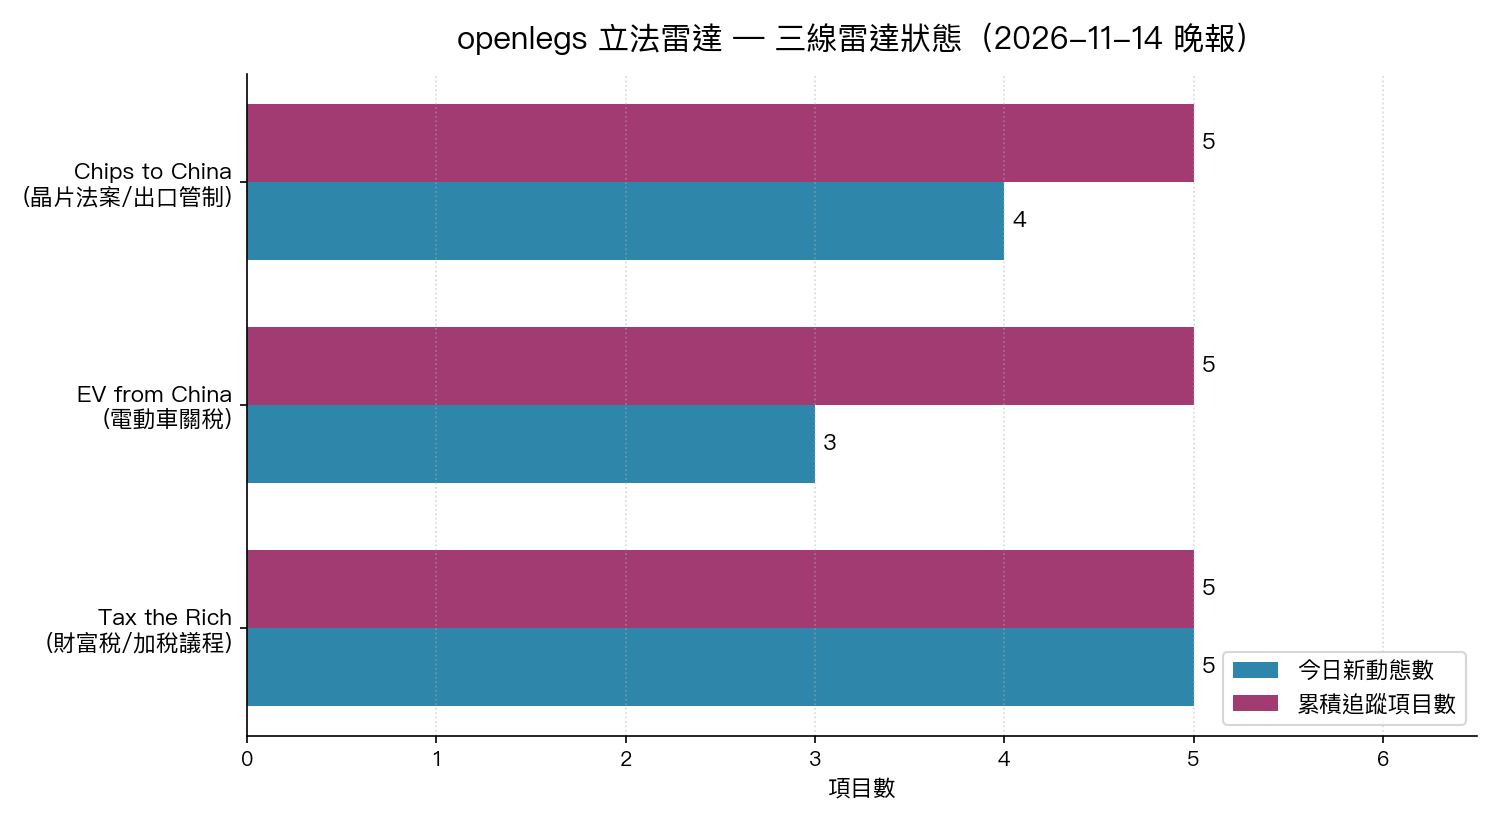 openlegs 立法雷達 — 三線雷達狀態（2026−11−14 晚報）
Chips to China
(晶片法案/出口管制)
5
4
EV from China
(電動車關稅)
5
3
Tax the Rich
(財富稅/加稅議程)
5
5
今日新動態數
累積追蹤項目數
0 1 2 3 4 5 6
項目數